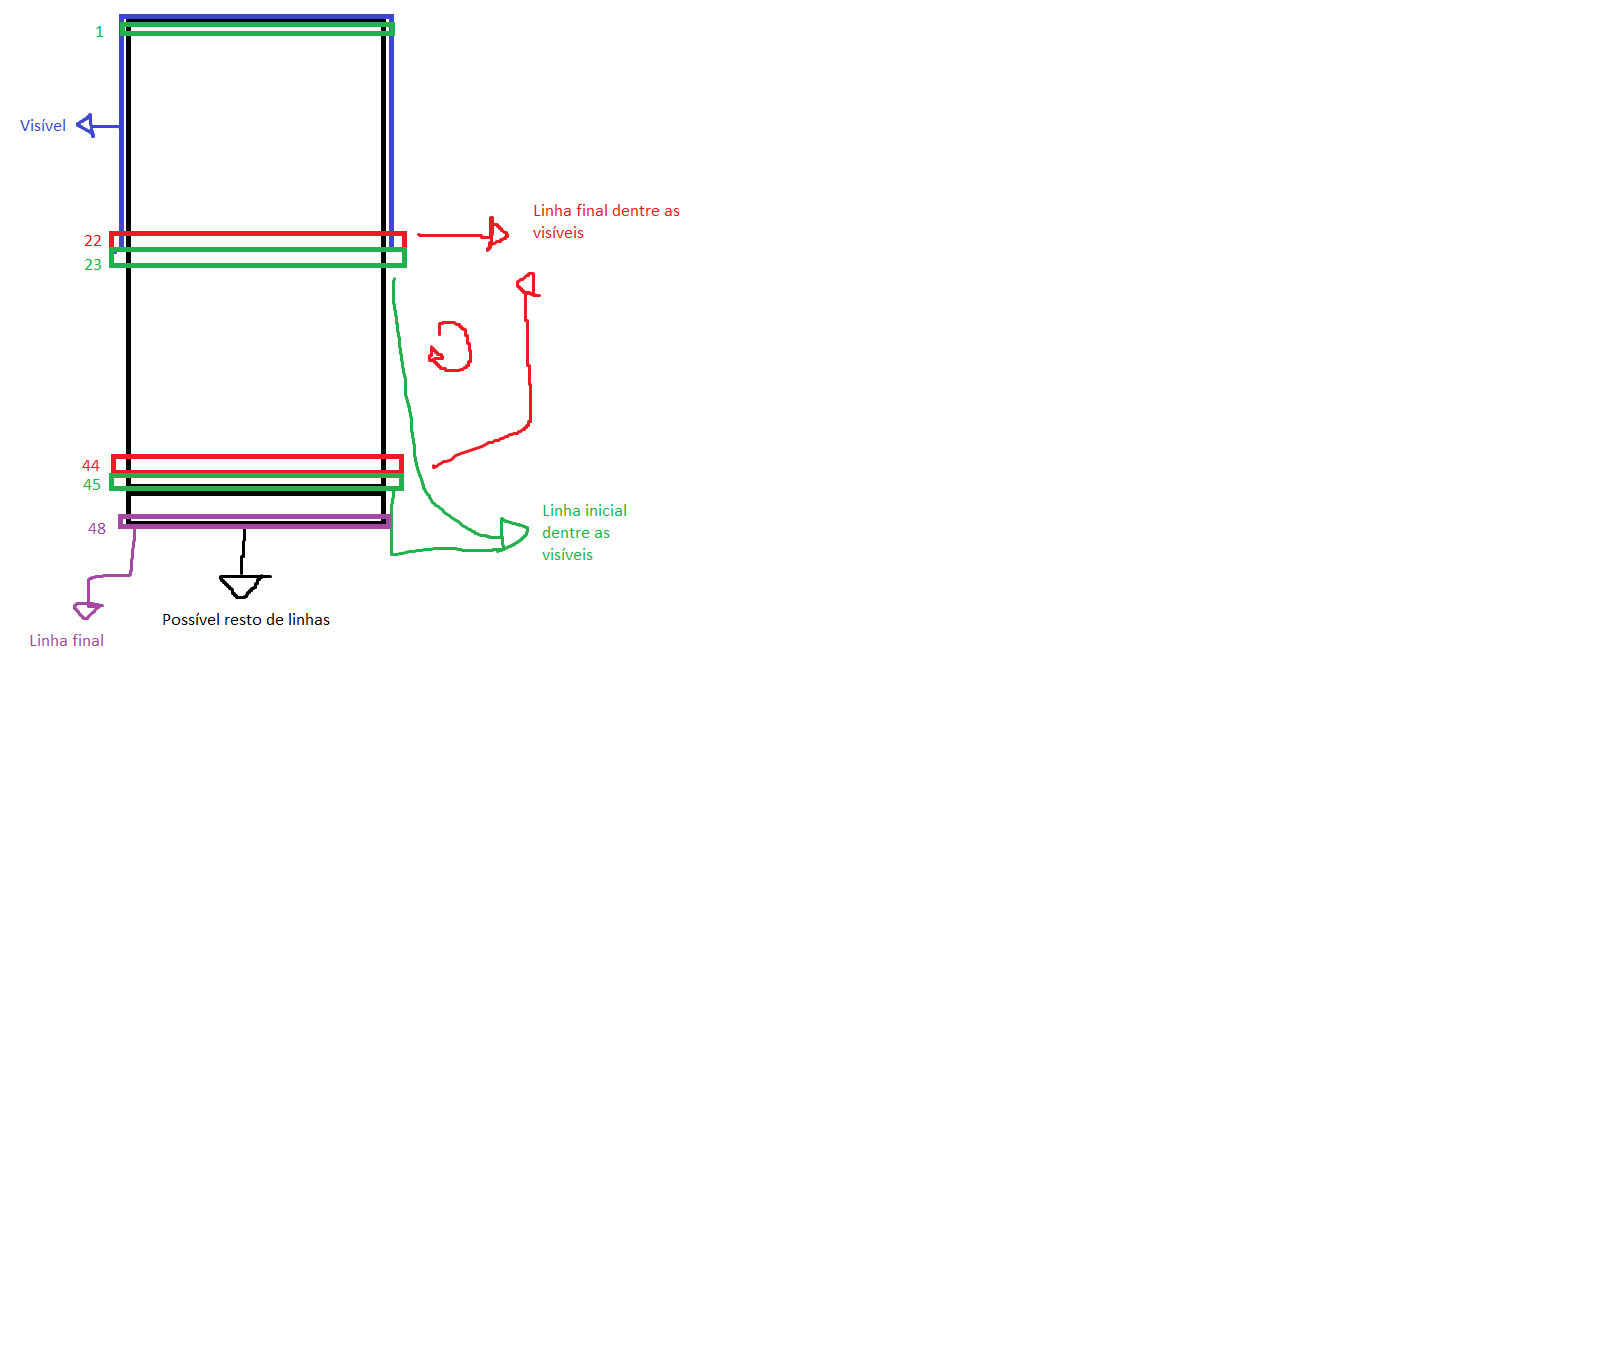 1
Visível
Linha final dentre as
visíveis
22
23
44
45
48
Linha inicial
dentre as
visíveis
Possível resto de linhas
Linha final